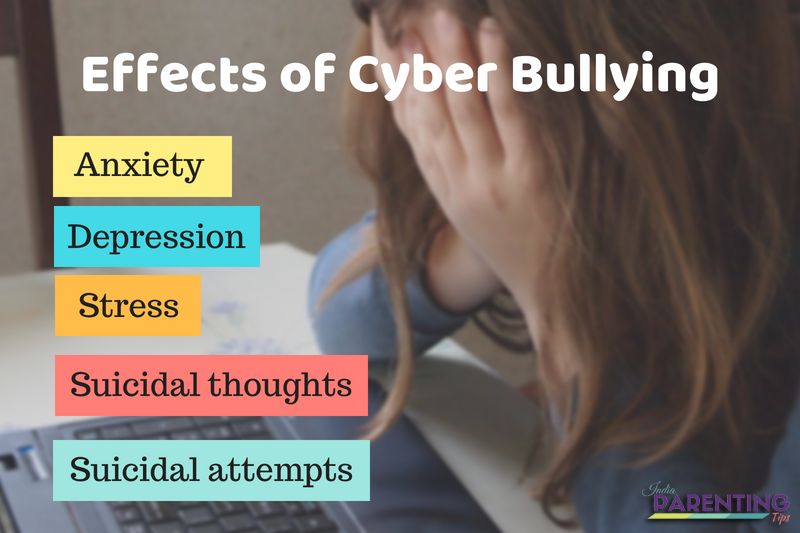 Effects of Cyber Bullying
Anxiety
Depression
Stress
Suicidal thoughts
Suicidal attempts
India
PARENTING
Tips